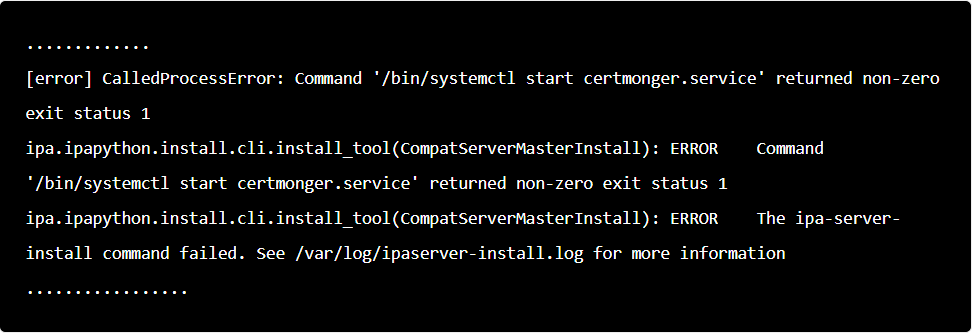 .............
[error] CalledProcessError: Command '/bin/systemctl start certmonger.service' returned non-zero
exit status 1
ipa.ipapython.install.cli.install_tool(CompatServerMasterInstall): ERROR    Command
'/bin/systemctl start certmonger.service' returned non-zero exit status 1
ipa.ipapython.install.cli.install_tool(CompatServerMasterInstall): ERROR    The ipa-server-
install command failed. See /var/log/ipaserver-install.log for more information
.................